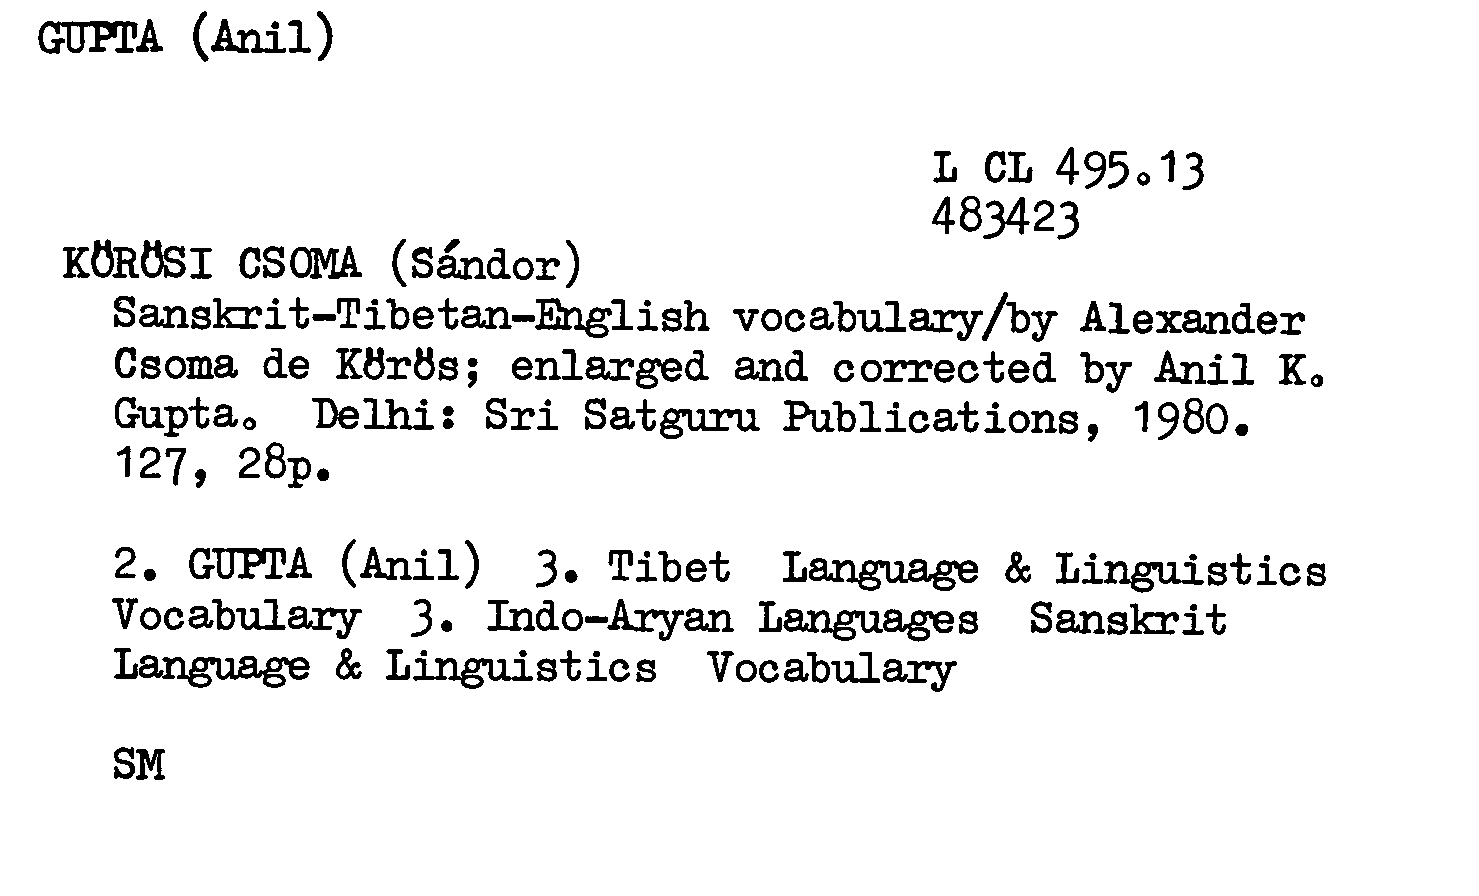 GUPTA (Anil)
L CL 495.13
483423
KÖRÖSI CSOMA (Sándor)
Sanskrit-Tibetan-English vocabulary/by Alexander
Csoma de Körös; enlarged and corrected by Anil K.
Gupta. Delhi: Sri Satguru Publications, 1980.
127, 28p.
2. GUPTA (Anil) 3. Tibet Language & Linguistics
Vocabulary 3. Indo-Aryan Languages Sanskrit
Language & Linguistics Vocabulary
SM